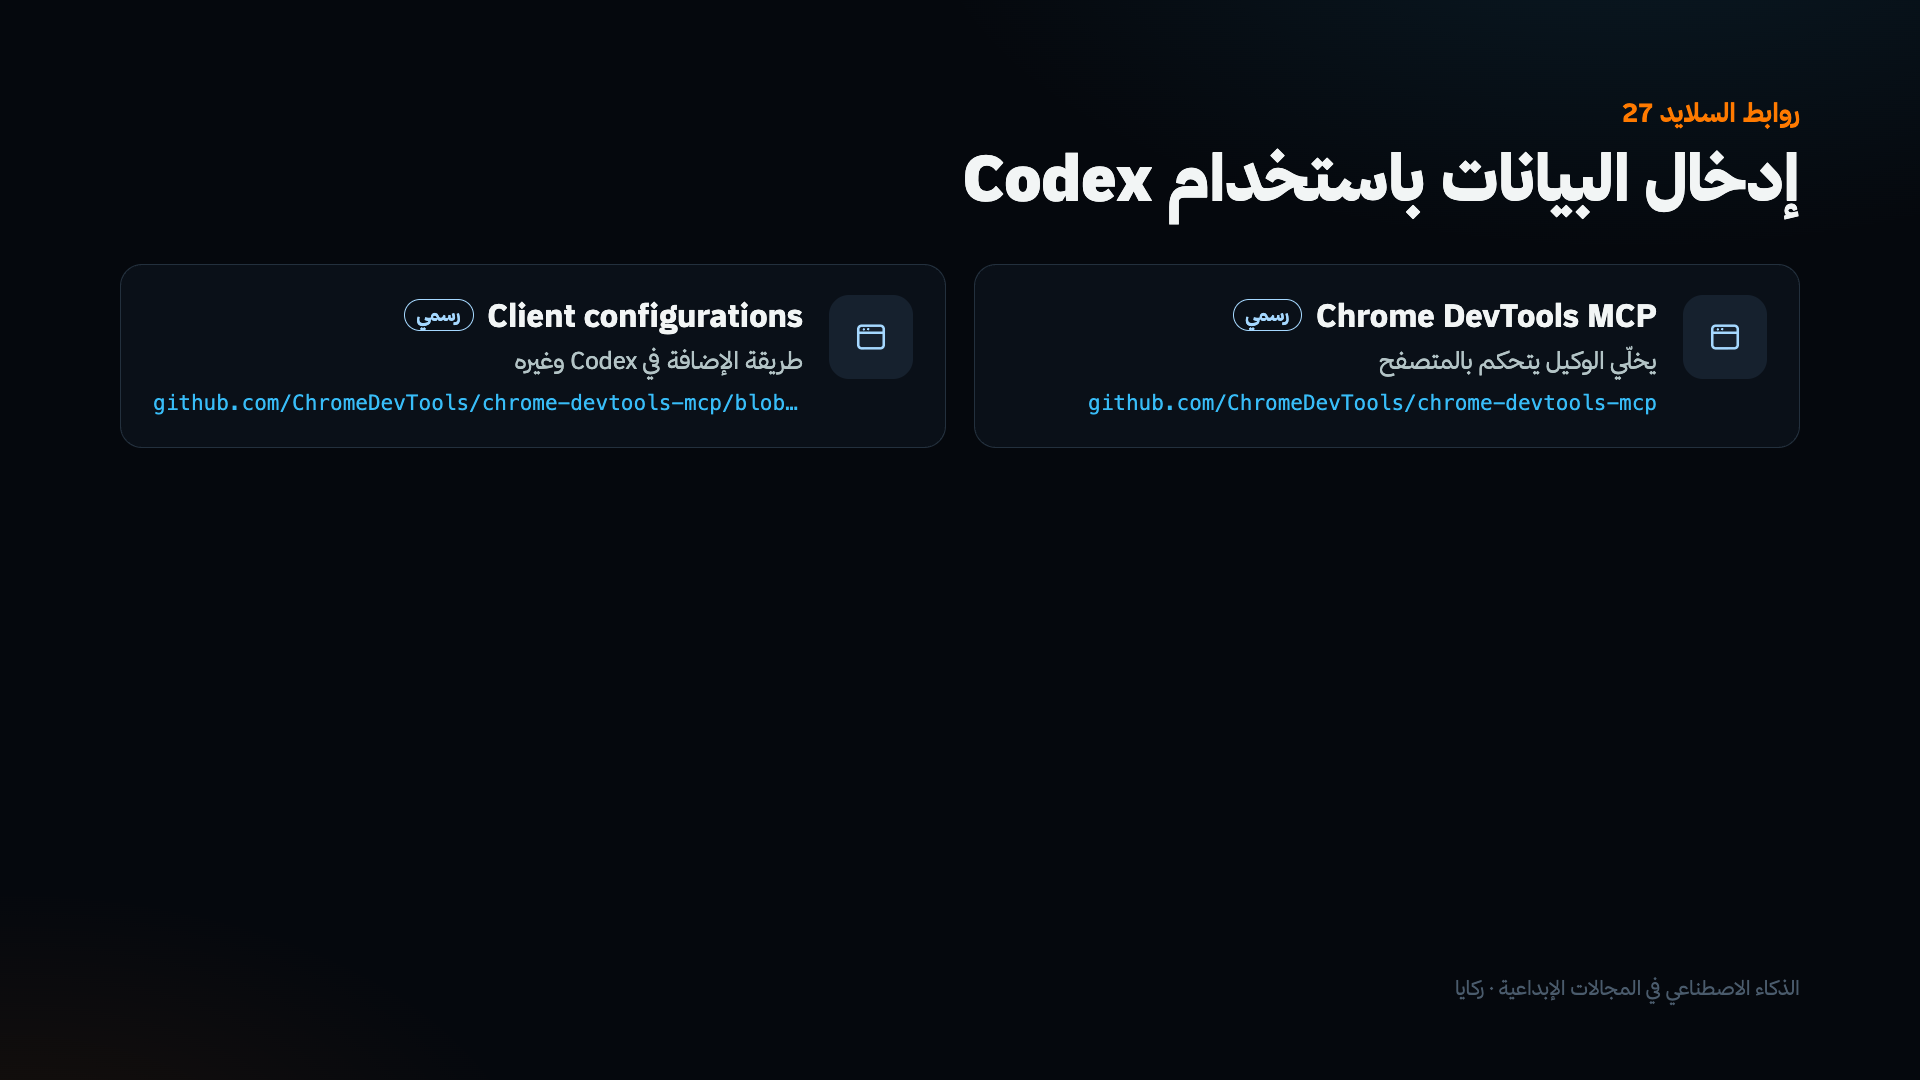 روابط السلايد 27
إدخال البيانات باستخدام Codex
Chrome DevTools MCP رسمي
يخلّي الوكيل يتحكم بالمتصفح
github.com/ChromeDevTools/chrome-devtools-mcp
Client configurations رسمي
طريقة الإضافة في Codex وغيره
github.com/ChromeDevTools/chrome-devtools-mcp/blob…
الذكاء الاصطناعي في المجالات الإبداعية · ركايا